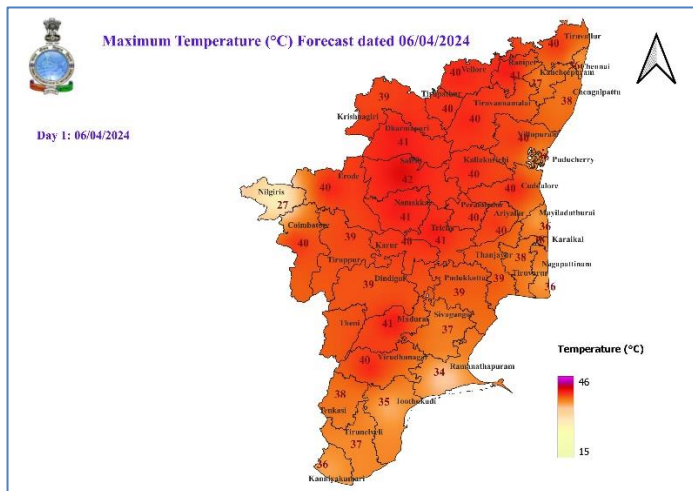 Maximum Temperature (°C) Forecast dated 06/04/2024
Day 1: 06/04/2024
Tiruvallur
40
Chennai
Ranipet
41
Kancheepuram
37
Vellore
40
Chengalpattu
38
Tirupathur
40
Tiruvannamalai
40
39
Krishnagiri
Dharmapuri
41
Villupuram
40
Puducherry
Salem
42
Kallakurichi
40
Erode
40
Cuddalore
40
Nilgiris
27
Namakkal
41
Perambalur
40
Ariyalur
40
Mayiladuthurai
36
Karaikal
Coimbatore
40
39
Tiruppur
Karur
40
Trichy
41
Thanjavur
38
Nagapattinam
36
Tiruvarur
39
Dindigul
39
Pudukkottai
39
Theni
Madurai
41
Sivaganga
37
Virudhunagar
40
Ramanathapuram
34
Temperature (°C)
46
15
38
Tenkasi
35
Toothukudi
Tirunelveli
37
36
Kanniyakumari